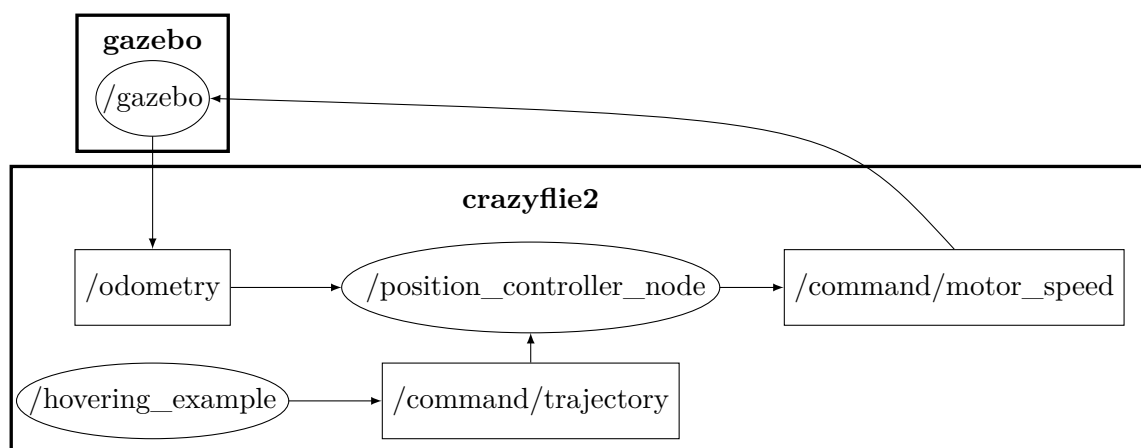 gazebo
/gazebo
crazyflie2
/odometry
/position_controller_node
/command/motor_speed
/hovering_example
/command/trajectory